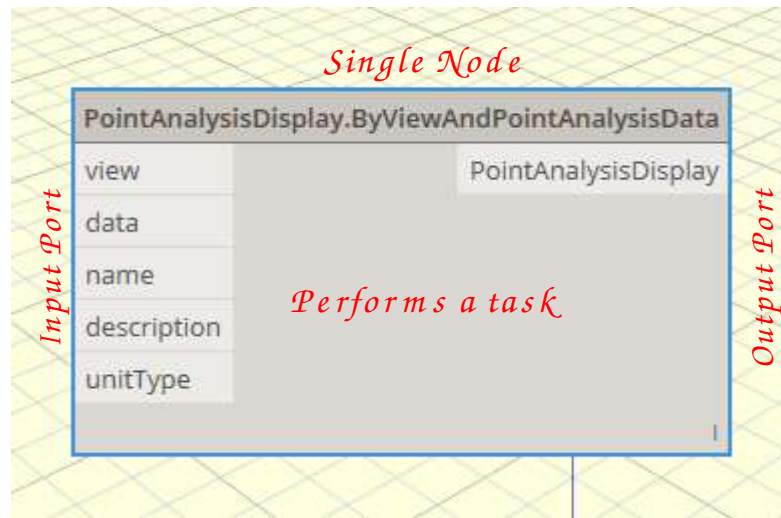 Single Node
PointAnalysisDisplay.ByViewAndPointAnalysisData
view
PointAnalysisDisplay
data
name
description
unitType
Input Port
Performs a task
Output Port